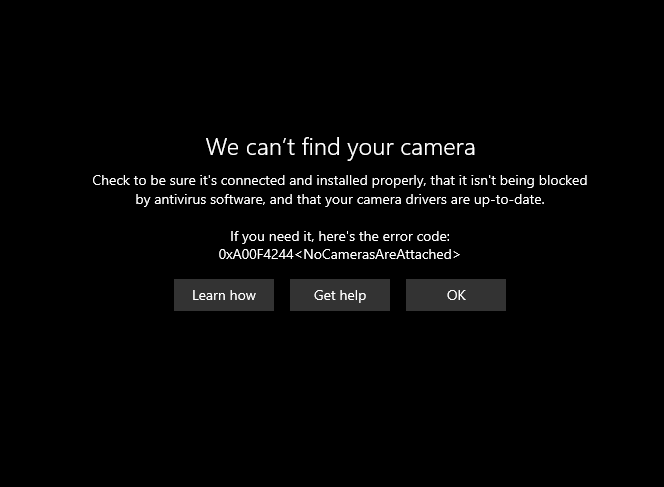 We can’t find your camera
Check to be sure it's connected and installed properly, that it isn't being blocked
by antivirus software, and that your camera drivers are up-to-date.
If you need it, here's the error code:
0xA00F4244<NoCamerasAreAttached>
Learn how Get help OK